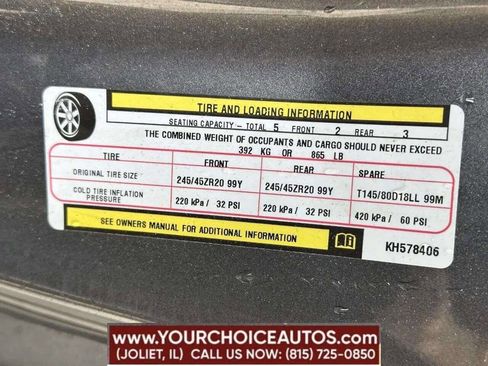 TIRE AND LOADING INFORMATION
SEATING CAPACITY - TOTAL 5 FRONT 2 REAR 3
THE COMBINED WEIGHT OF OCCUPANTS AND CARGO SHOULD NEVER EXCEED
392 KG OR 865 LB
TIRE FRONT REAR SPARE
ORIGINAL TIRE SIZE 245/45ZR20 99Y 245/45ZR20 99Y T145/80D18LL 99M
COLD TIRE INFLATION PRESSURE 220 kPa / 32 PSI 220 kPa / 32 PSI 420 kPa / 60 PSI
SEE OWNERS MANUAL FOR ADDITIONAL INFORMATION
KH578406
WWW.YOURCHOICEAUTOS.COM
(JOLIET, IL) CALL US NOW: (815) 725-0850